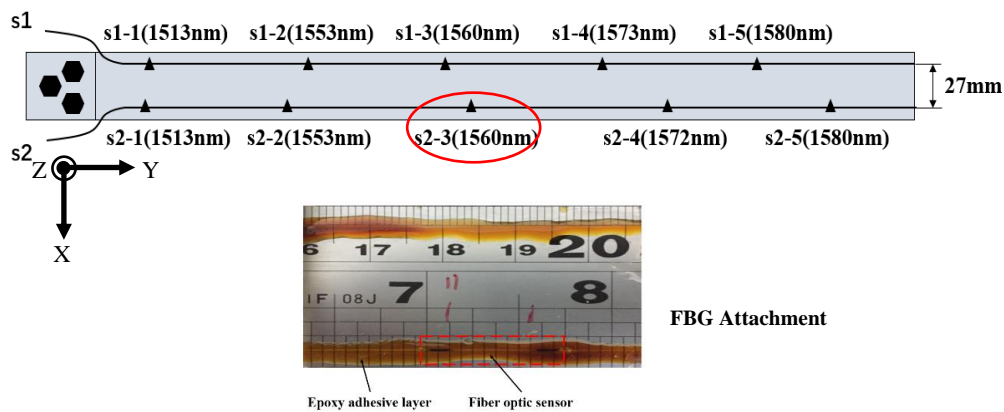 s1
s1-1(1513nm) s1-2(1553nm) s1-3(1560nm) s1-4(1573nm) s1-5(1580nm)
27mm
s2-1(1513nm) s2-2(1553nm) s2-3(1560nm) s2-4(1572nm) s2-5(1580nm)
s2
Z Y
X
6 17 18 19 20
1F 08J 7 8
FBG Attachment
Epoxy adhesive layer Fiber optic sensor